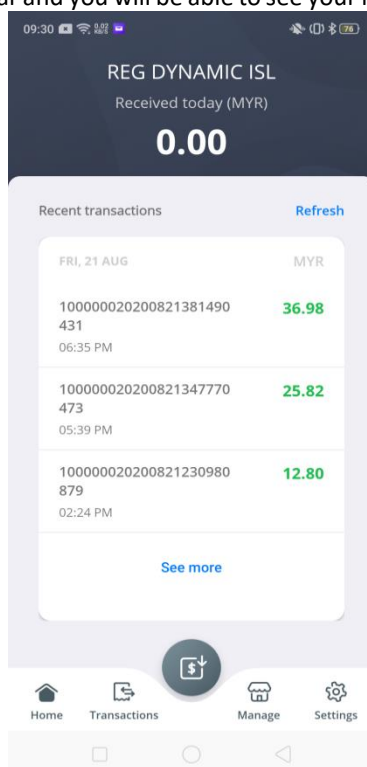 09:30
76
REG DYNAMIC ISL
Received today (MYR)
0.00
Recent transactions Refresh
FRI, 21 AUG MYR
100000020200821381490 36.98
431
06:35 PM
100000020200821347770 25.82
473
05:39 PM
100000020200821230980 12.80
879
02:24 PM
See more
Home Transactions Manage Settings